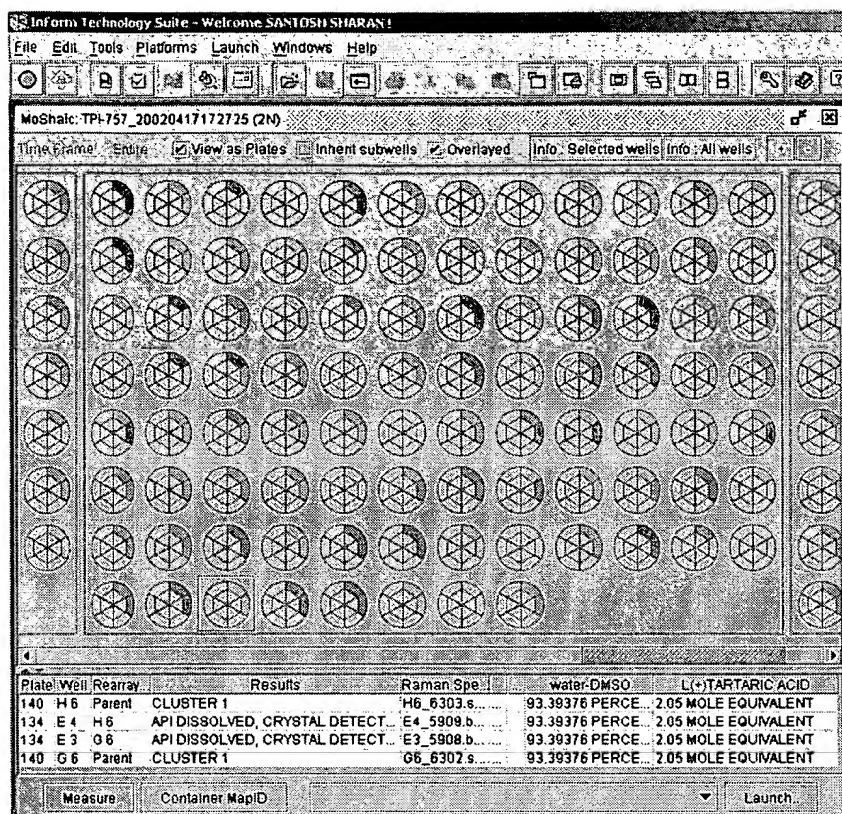 Inform Technology Suite - Welcome SANTOSH SHARAN!
File Edit Tools Platforms Launch Windows Help
MoShaic: TPI-757_20020417172725 (2N)
Time Frame Entire View as Plates Inherit subwells Overlayed Info : Selected wells Info : All wells
Plate Well Rearray... Results Raman Spe... water-DMSO L(+)TARTARIC ACID
140 H 6 Parent CLUSTER 1 H6_6303.s... ... 93.39376 PERCE... 2.05 MOLE EQUIVALENT
134 E 4 H 6 API DISSOLVED, CRYSTAL DETECT... E4_5909.b... ... 93.39376 PERCE... 2.05 MOLE EQUIVALENT
134 E 3 G 6 API DISSOLVED, CRYSTAL DETECT... E3_5908.b... ... 93.39376 PERCE... 2.05 MOLE EQUIVALENT
140 G 6 Parent CLUSTER 1 G6_6302.s... ... 93.39376 PERCE... 2.05 MOLE EQUIVALENT
Measure Container MapID Launch...